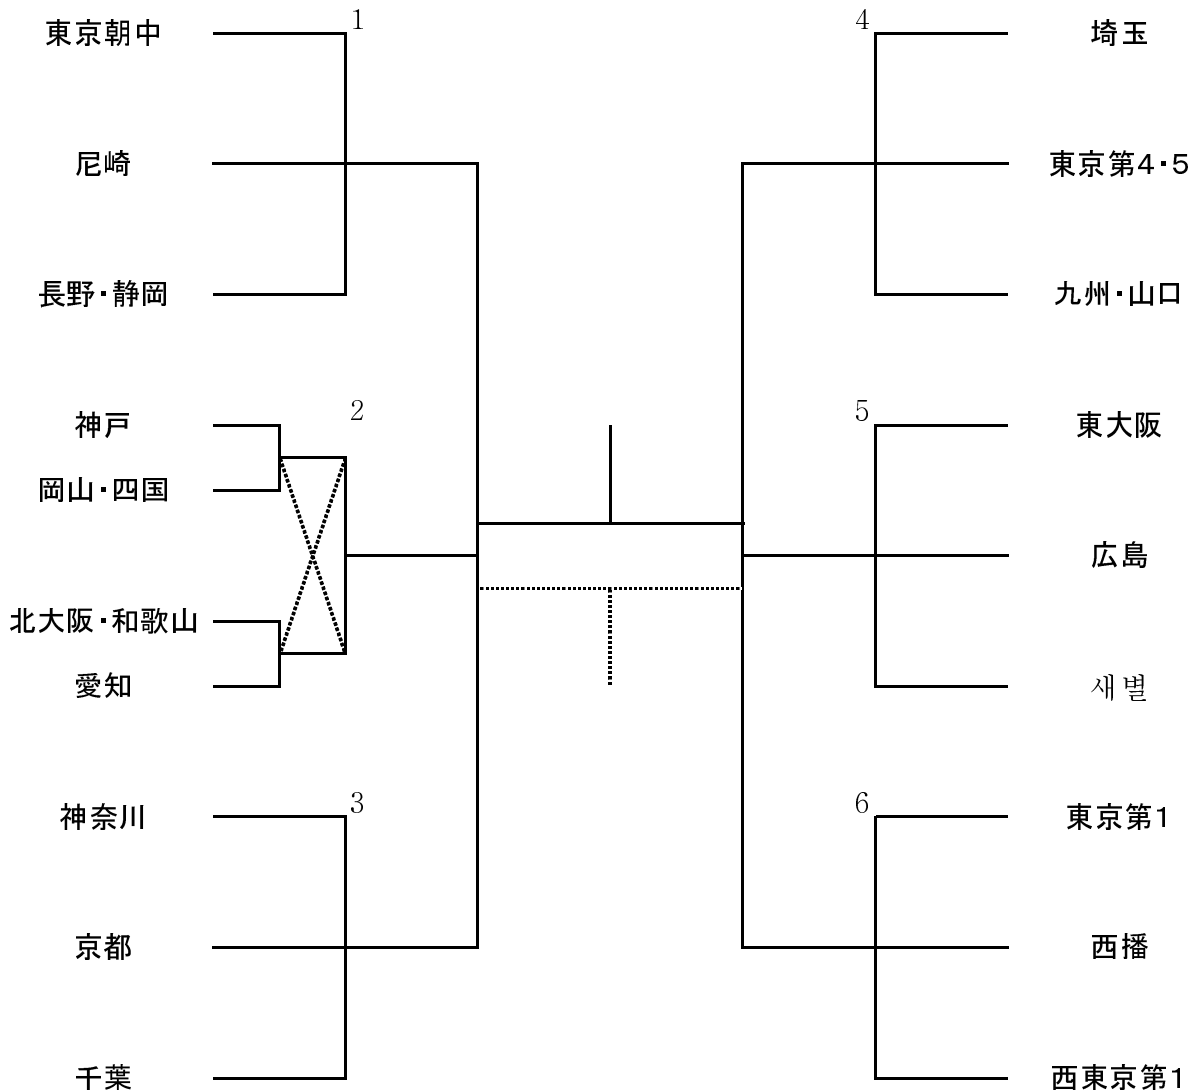 1
東京朝中
尼崎
長野・静岡
2
神戸
岡山・四国
北大阪・和歌山
愛知
3
神奈川
京都
千葉
4
埼玉
東京第4・5
九州・山口
5
東大阪
広島
새별
6
東京第1
西播
西東京第1